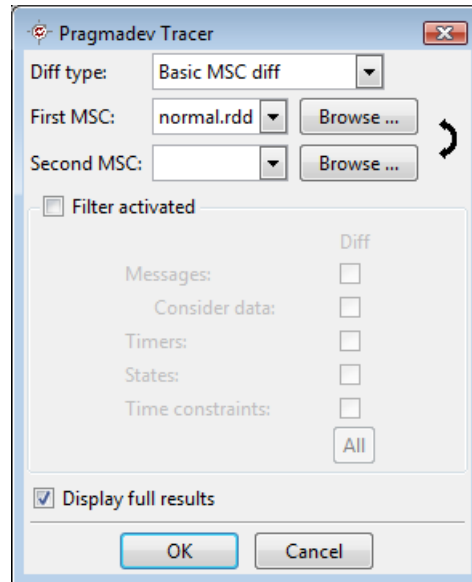 Pragmadev Tracer
Diff type: Basic MSC diff
First MSC: normal.rdd Browse ...
Second MSC: Browse ...
Filter activated
Diff
Messages:
Consider data:
Timers:
States:
Time constraints:
All
Display full results
OK Cancel